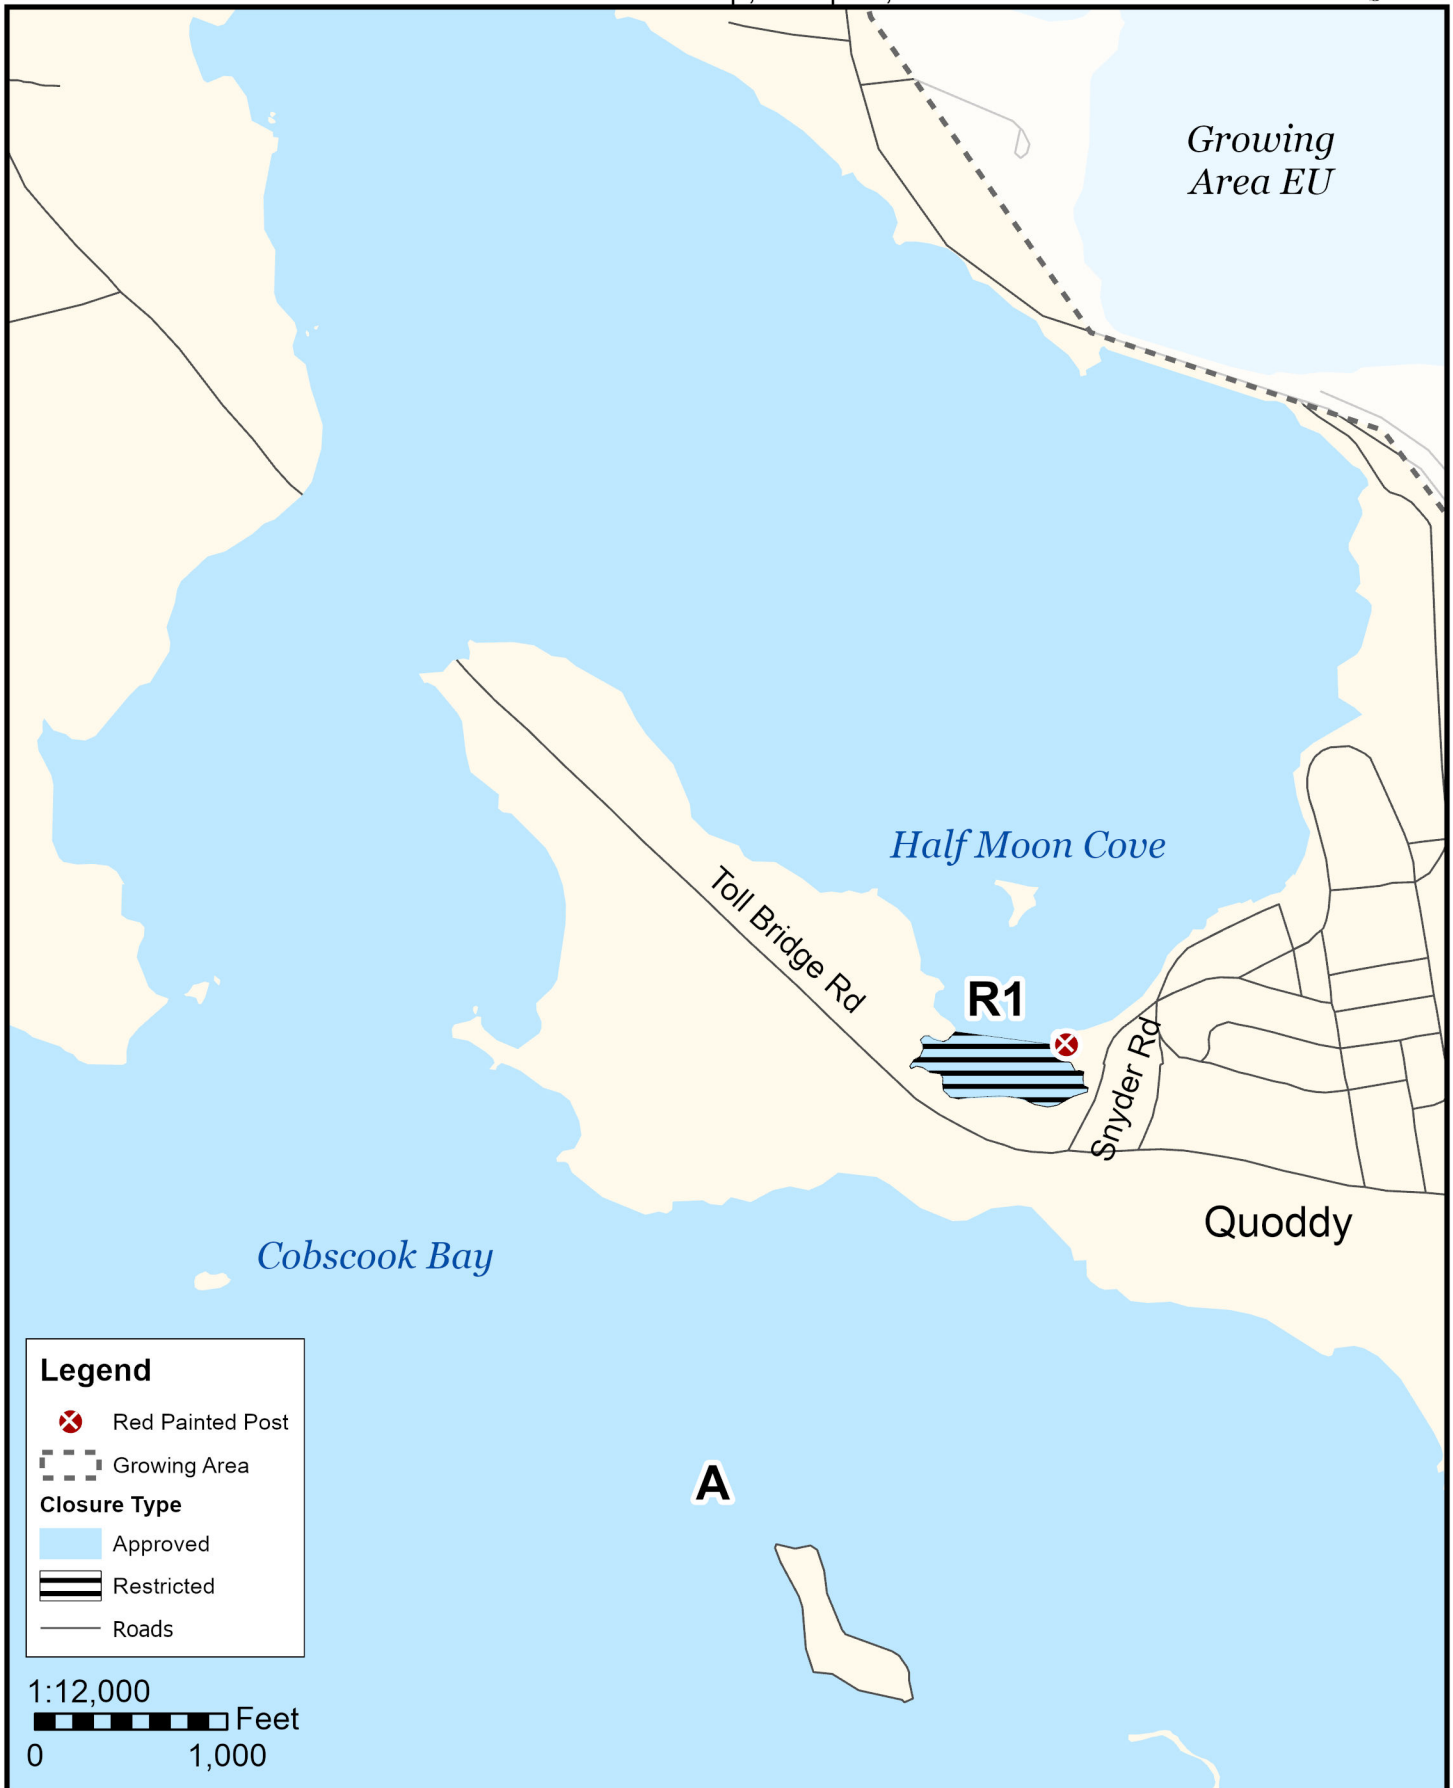 Growing
Area EU
Half Moon Cove
Toll Bridge Rd
R1
Snyder Rd
Quoddy
Cobscook Bay
A
Legend
Red Painted Post
Growing Area
Closure Type
Approved
Restricted
Roads
1:12,000
Feet
0 1,000